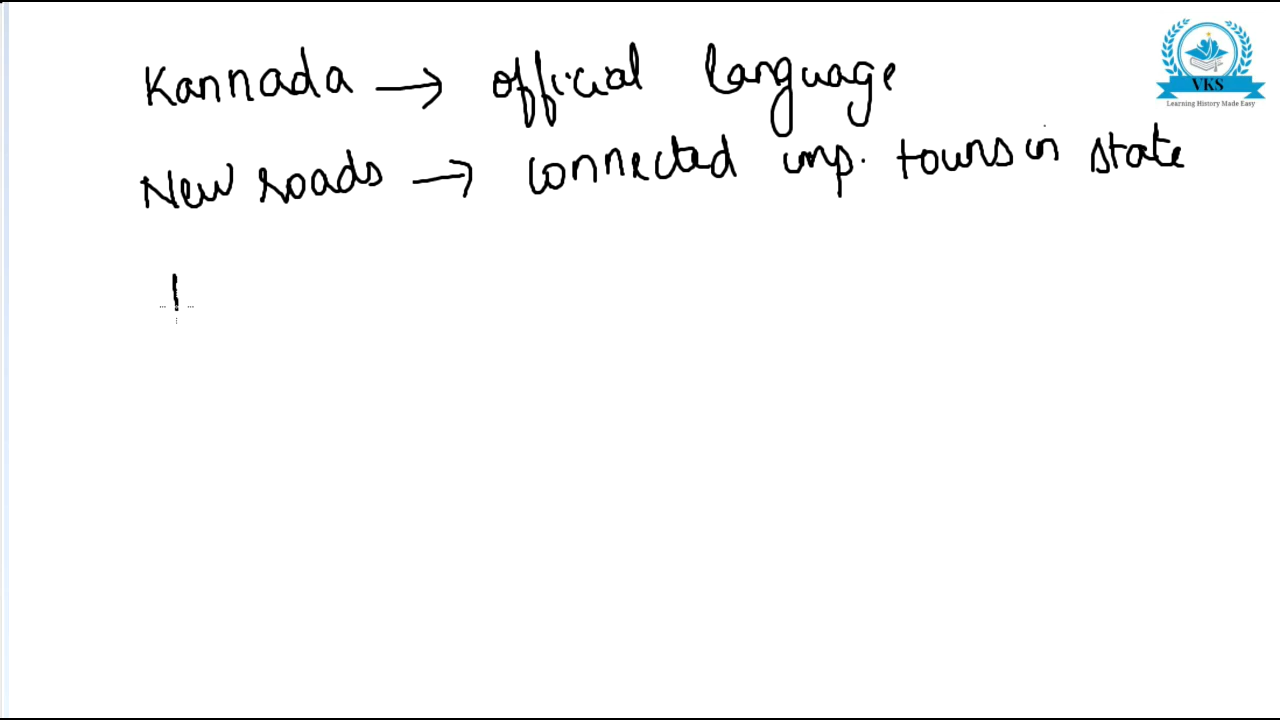 Kannada → official language
New roads → connected imp. towns in state
VKS
Learning History Made Easy